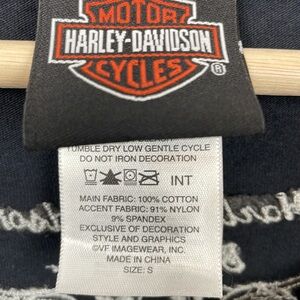 MOTOR
HARLEY-DAVIDSON
CYCLES
®
TUMBLE DRY LOW GENTLE CYCLE
DO NOT IRON DECORATION
INT
MAIN FABRIC: 100% COTTON
ACCENT FABRIC: 91% NYLON
9% SPANDEX
EXCLUSIVE OF DECORATION
STYLE AND GRAPHICS
©VF IMAGEWEAR, INC.
MADE IN CHINA
SIZE: S